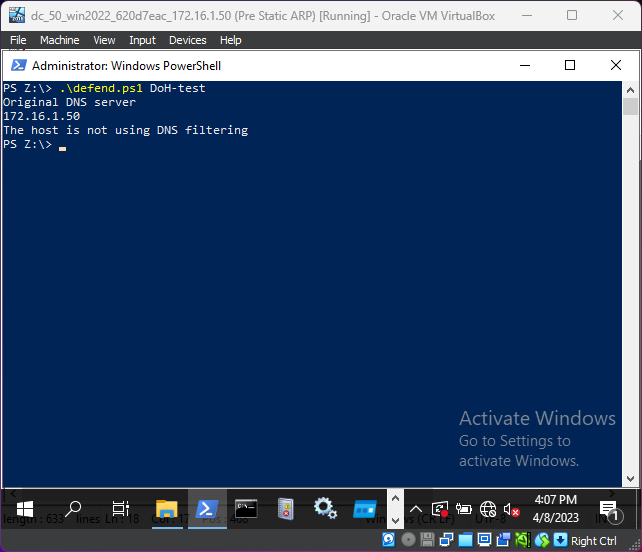 dc_50_win2022_620d7eac_172.16.1.50 (Pre Static ARP) [Running] - Oracle VM VirtualBox
File Machine View Input Devices Help
Administrator: Windows PowerShell
PS Z:\> .\defend.ps1 DoH-test
Original DNS server
172.16.1.50
The host is not using DNS filtering
PS Z:\>
Activate Windows
Go to Settings to
activate Windows.
4:07 PM
4/8/2023
1
length : 633 lines Ln : 18 Col : 17 Pos : 468 Windows (CR LF) UTF-8 IN
Right Ctrl